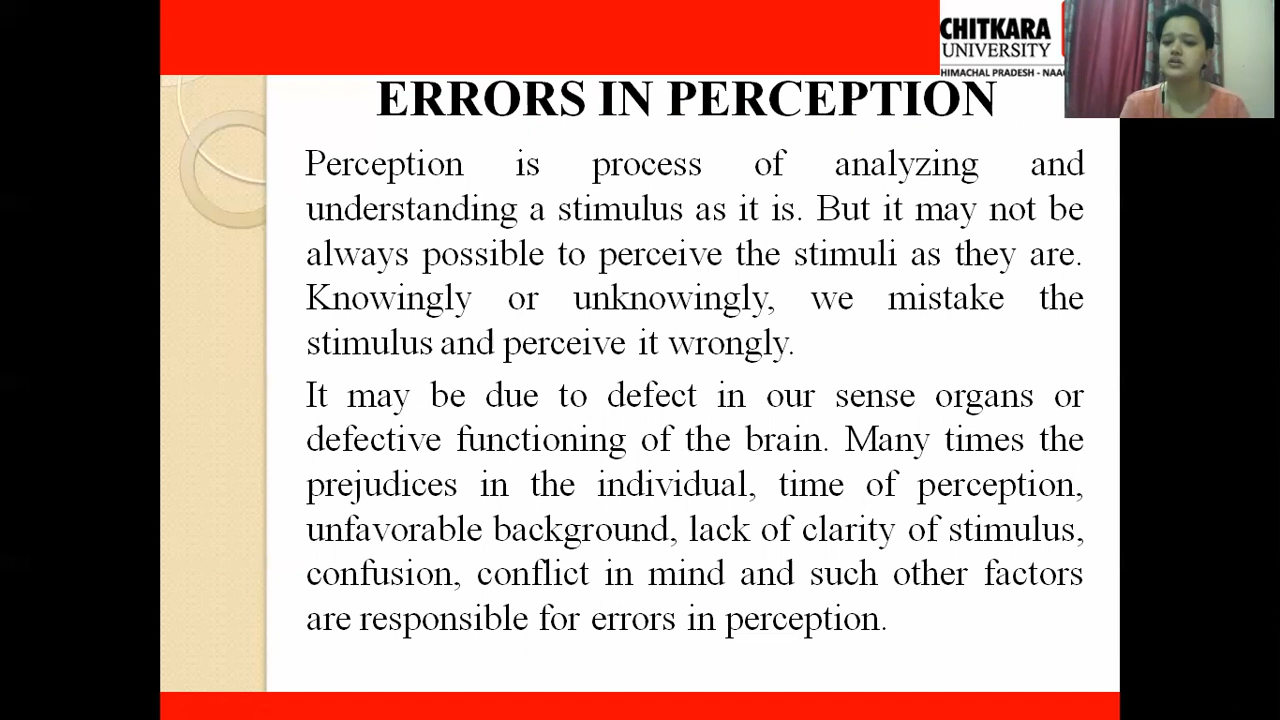 CHITKARA
UNIVERSITY
HIMACHAL PRADESH -
ERRORS IN PERCEPTION
Perception is process of analyzing and
understanding a stimulus as it is. But it may not be
always possible to perceive the stimuli as they are.
Knowingly or unknowingly, we mistake the
stimulus and perceive it wrongly.
It may be due to defect in our sense organs or
defective functioning of the brain. Many times the
prejudices in the individual, time of perception,
unfavorable background, lack of clarity of stimulus,
confusion, conflict in mind and such other factors
are responsible for errors in perception.